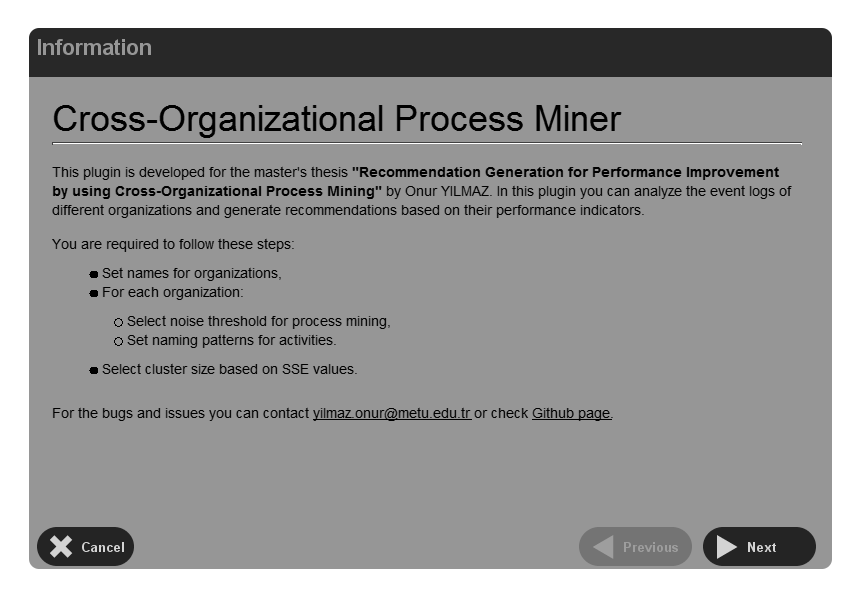 Information
Cross-Organizational Process Miner
This plugin is developed for the master's thesis "Recommendation Generation for Performance Improvement
by using Cross-Organizational Process Mining" by Onur YILMAZ. In this plugin you can analyze the event logs of
different organizations and generate recommendations based on their performance indicators.
You are required to follow these steps:
Set names for organizations,
For each organization:
Select noise threshold for process mining,
Set naming patterns for activities.
Select cluster size based on SSE values.
For the bugs and issues you can contact yilmaz.onur@metu.edu.tr or check Github page.
Cancel Previous Next